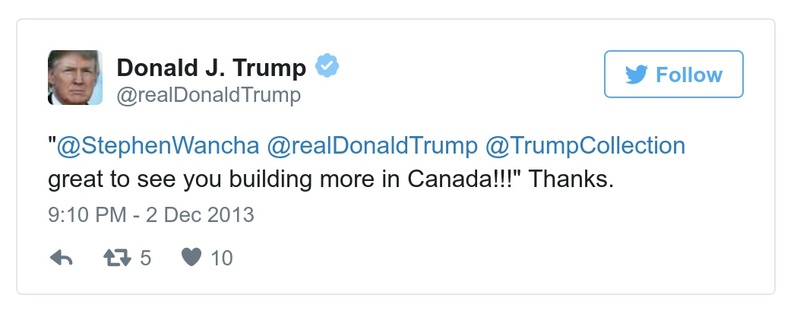 Donald J. Trump
@realDonaldTrump
Follow
"@StephenWancha @realDonaldTrump @TrumpCollection
great to see you building more in Canada!!!" Thanks.
9:10 PM - 2 Dec 2013
5 10